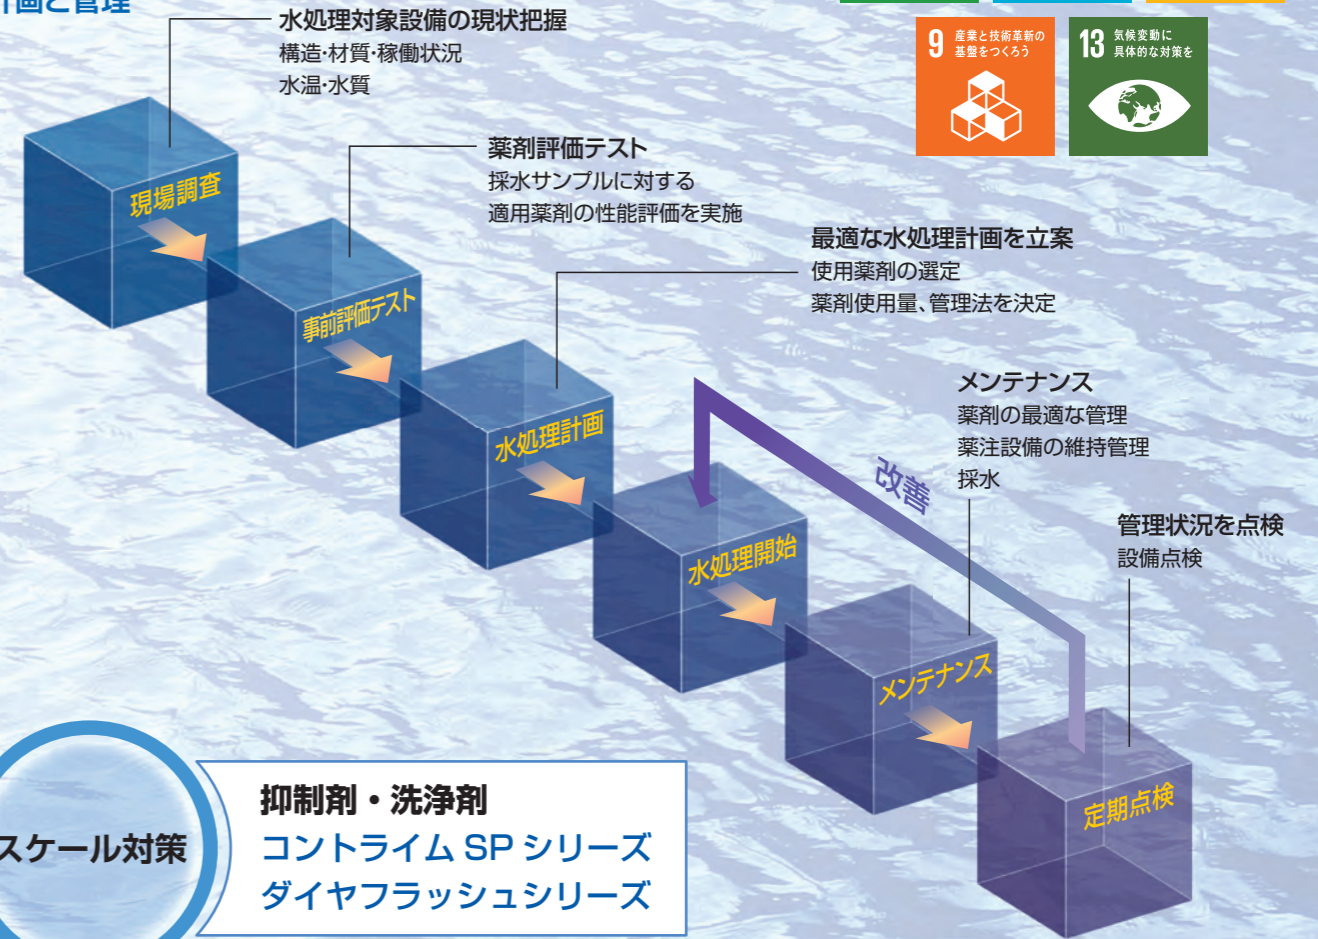 計画と管理
水処理対象設備の現状把握
構造・材質・稼働状況
水温・水質
9 産業と技術革新の
基盤をつくろう
13 気候変動に
具体的な対策を
現場調査
薬剤評価テスト
採水サンプルに対する
適用薬剤の性能評価を実施
事前評価テスト
最適な水処理計画を立案
使用薬剤の選定
薬剤使用量、管理法を決定
水処理計画
メンテナンス
薬剤の最適な管理
薬注設備の維持管理
採水
改善
水処理開始
管理状況を点検
設備点検
メンテナンス
定期点検
スケール対策
抑制剤・洗浄剤
コントライム SP シリーズ
ダイヤフラッシュシリーズ